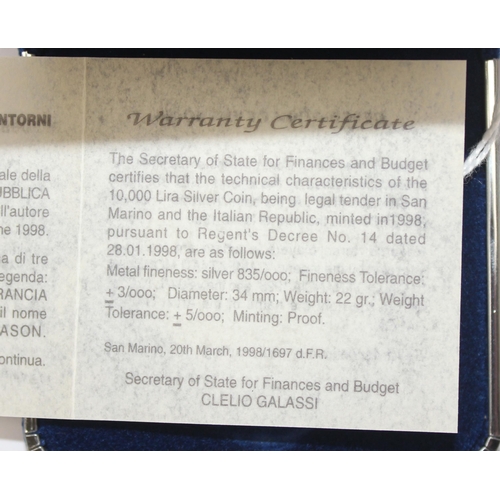 NTORNI
ale della
UBBLICA
ll'autore
ne 1998.
a di tre
egenda:
RANCIA
il nome
ASON.
continua.
Warranty Certificate
The Secretary of State for Finances and Budget
certifies that the technical characteristics of the
10,000 Lira Silver Coin, being legal tender in San
Marino and the Italian Republic, minted in1998;
pursuant to Regent's Decree No. 14 dated
28.01.1998, are as follows:
Metal fineness: silver 835/ooo; Fineness Tolerance:
± 3/ooo; Diameter: 34 mm; Weight: 22 gr.; Weight
Tolerance: ± 5/ooo; Minting: Proof.
San Marino, 20th March, 1998/1697 d.F.R.
Secretary of State for Finances and Budget
CLELIO GALASSI